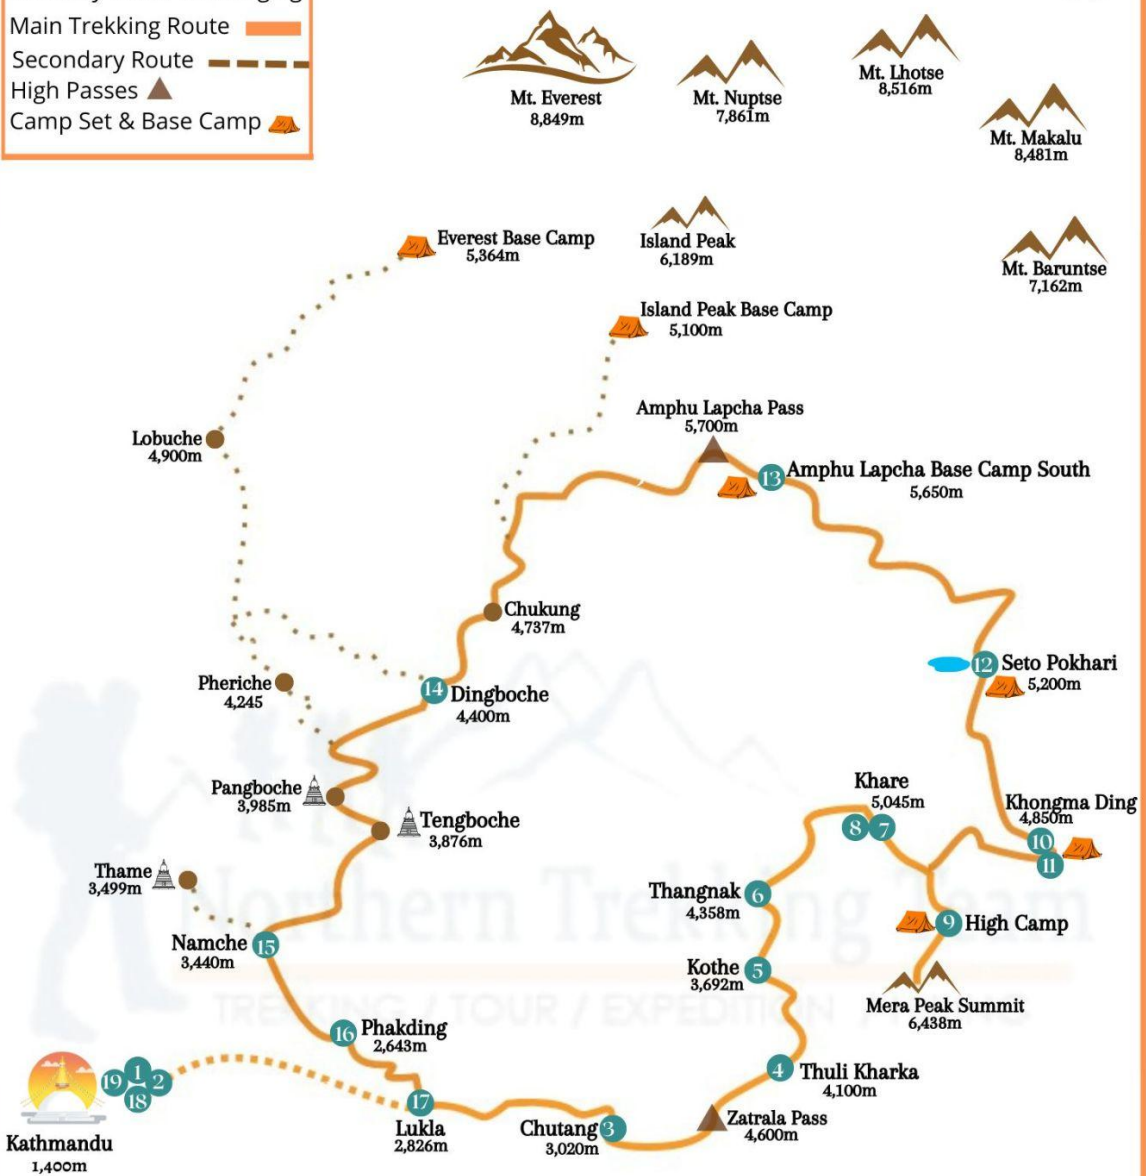 Main Trekking Route
Secondary Route
High Passes
Camp Set & Base Camp
Mt. Everest
8,849m
Mt. Nuptse
7,861m
Mt. Lhotse
8,516m
Mt. Makalu
8,481m
Everest Base Camp
5,364m
Island Peak
6,189m
Mt. Baruntse
7,162m
Island Peak Base Camp
5,100m
Amphu Lapcha Pass
5,700m
Lobuche
4,900m
13
Amphu Lapcha Base Camp South
5,650m
Chukung
4,737m
12
Seto Pokhari
5,200m
Pheriche
4,245
14
Dingboche
4,400m
Pangboche
3,985m
Tengboche
3,876m
Khare
5,045m
8
7
Khongma Ding
4,850m
10
11
Thame
3,499m
Thangnak
4,358m
6
9
High Camp
Northern Trekking Team
TREKKING / TOUR / EXPEDITION /
Namche
3,440m
15
Kothe
3,692m
5
Mera Peak Summit
6,438m
16
Phakding
2,643m
4
Thuli Kharka
4,100m
19
1
2
18
Kathmandu
1,400m
17
Lukla
2,826m
Chutang
3,020m
3
Zatrala Pass
4,600m